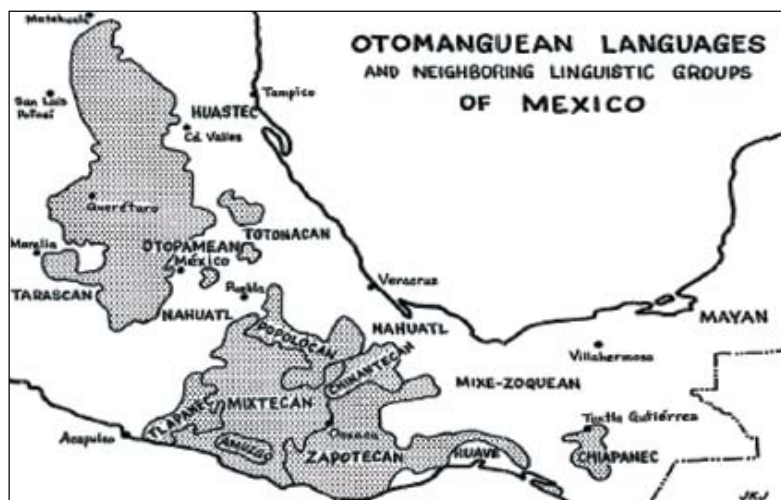 OTOMANGUEAN LANGUAGES
AND NEIGHBORING LINGUISTIC GROUPS
OF MEXICO
Matehuala
San Luis
Potosí
HUASTEC
Tampico
Cd. Valles
Querétaro
TOTONACAN
Morelia
OTOPAMEAN
México
TARASCAN
Puebla
Veracruz
NAHUATL
NAHUATL
MAYAN
POPOLOCAN
Villahermosa
CHINANTECAN
MIXE-ZOQUEAN
TLAPANEC
MIXTECAN
Acapulco
AMUZGO
Oaxaca
Tuxtla Gutiérrez
ZAPOTECAN
HUAVE
CHIAPANEC
JKJ